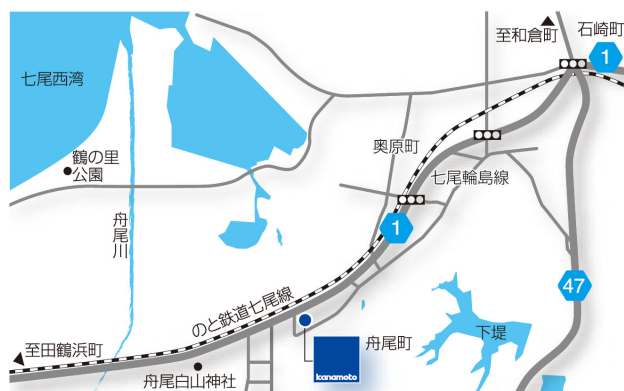 至和倉町
石崎町
1
七尾西湾
奥原町
鶴の里
公園
七尾輪島線
舟尾川
1
47
のと鉄道七尾線
下堤
舟尾町
至田鶴浜町
kanamoto
舟尾白山神社